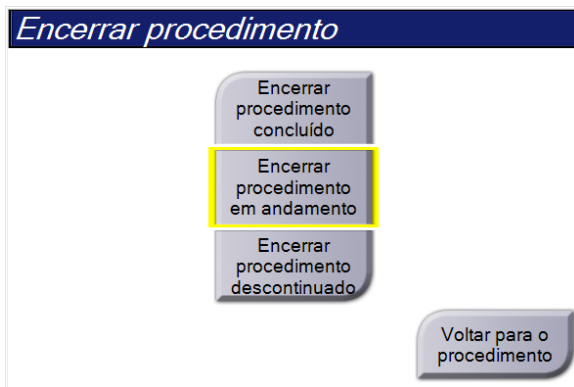 Encerrar procedimento
Encerrar
procedimento
concluído
Encerrar
procedimento
em andamento
Encerrar
procedimento
descontinuado
Voltar para o
procedimento